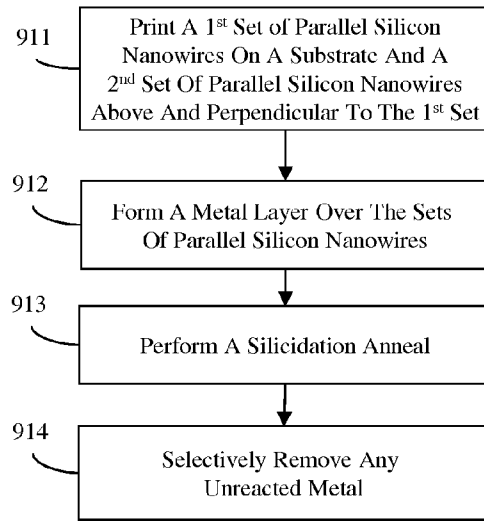 911
Print A 1st Set of Parallel Silicon
Nanowires On A Substrate And A
2nd Set Of Parallel Silicon Nanowires
Above And Perpendicular To The 1st Set
912
Form A Metal Layer Over The Sets
Of Parallel Silicon Nanowires
913
Perform A Silicidation Anneal
914
Selectively Remove Any
Unreacted Metal